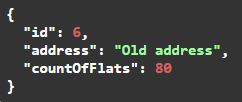 {
  "id": 6,
  "address": "Old address",
  "countOfFlats": 80
}